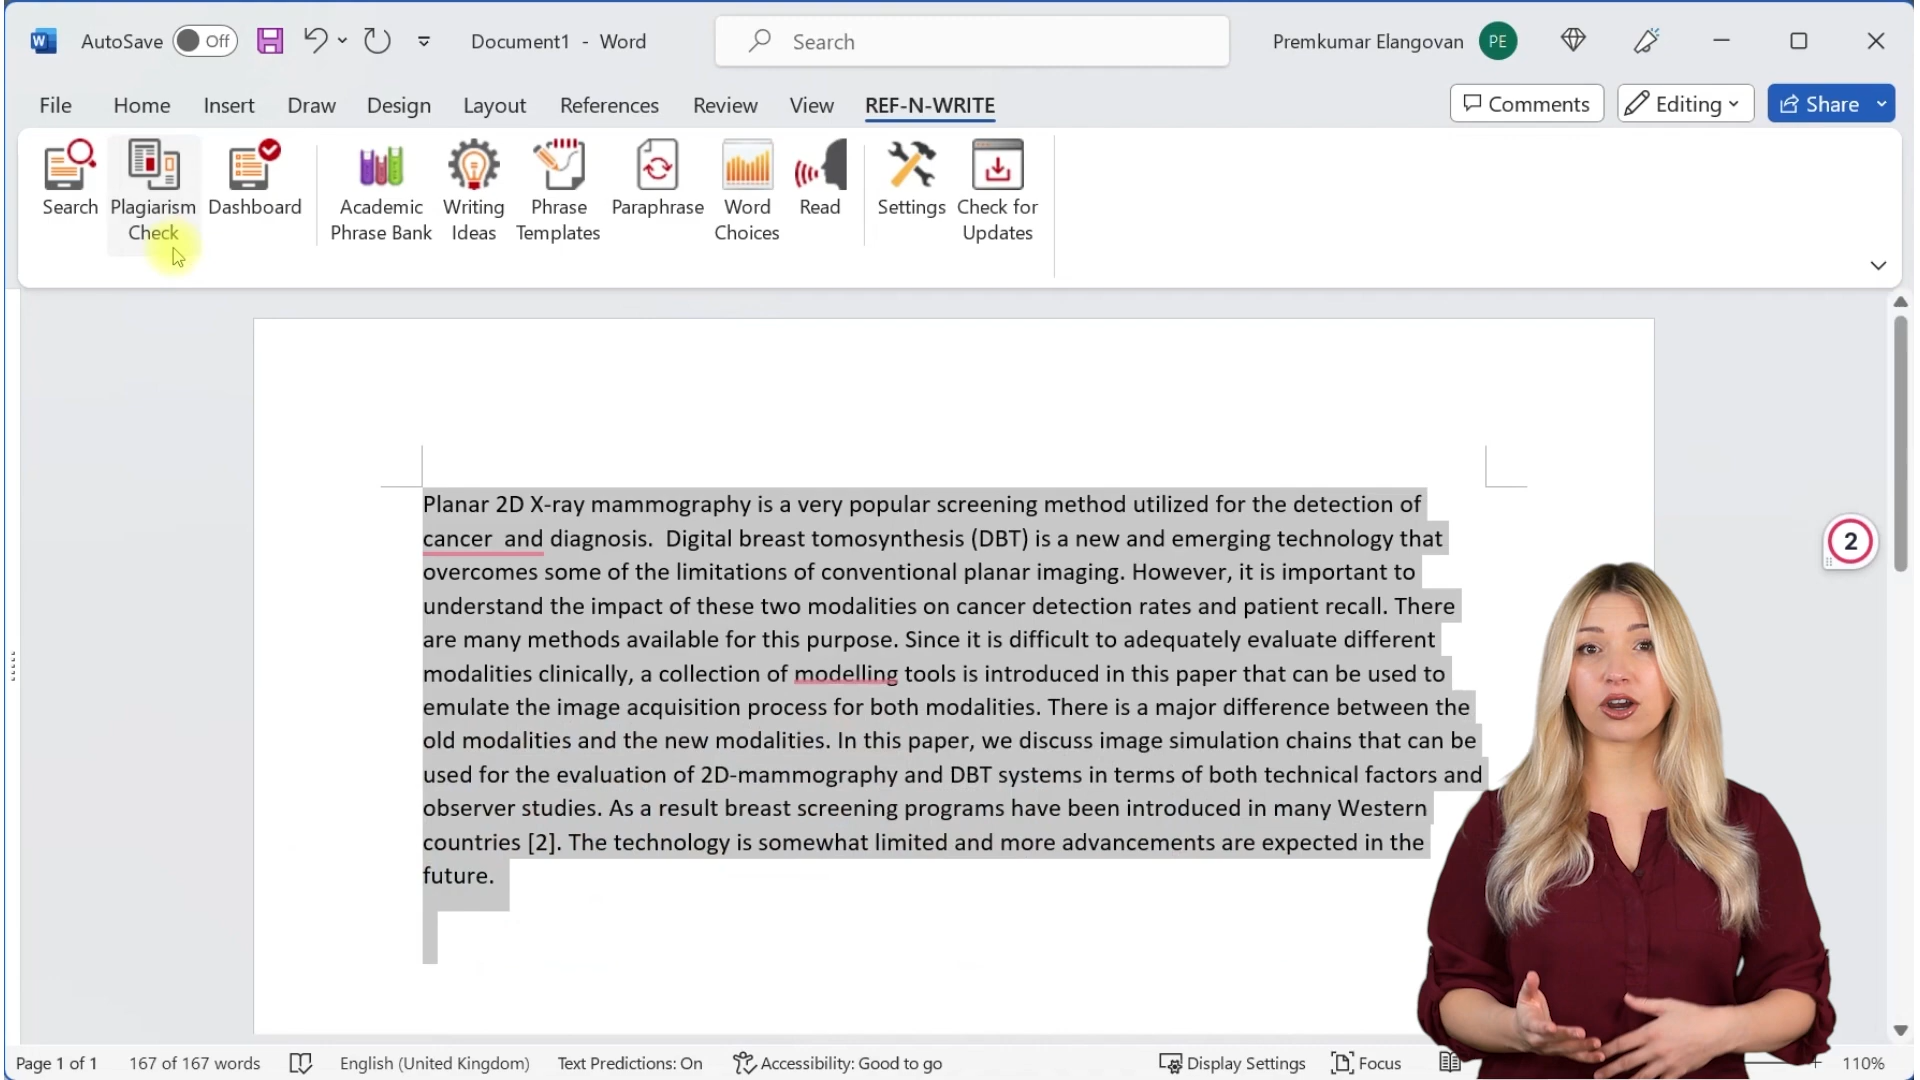 AutoSave Off Document1 - Word Search Premkumar Elangovan PE
File Home Insert Draw Design Layout References Review View REF-N-WRITE Comments Editing Share
Search Plagiarism Dashboard Academic Writing Phrase Paraphrase Word Read Settings Check for
Check Phrase Bank Ideas Templates Choices Updates
Planar 2D X-ray mammography is a very popular screening method utilized for the detection of
cancer  and diagnosis.  Digital breast tomosynthesis (DBT) is a new and emerging technology that
overcomes some of the limitations of conventional planar imaging. However, it is important to
understand the impact of these two modalities on cancer detection rates and patient recall. There
are many methods available for this purpose. Since it is difficult to adequately evaluate different
modalities clinically, a collection of modelling tools is introduced in this paper that can be used to
emulate the image acquisition process for both modalities. There is a major difference between the
old modalities and the new modalities. In this paper, we discuss image simulation chains that can be
used for the evaluation of 2D-mammography and DBT systems in terms of both technical factors and
observer studies. As a result breast screening programs have been introduced in many Western
countries [2]. The technology is somewhat limited and more advancements are expected in the
future.
2
Page 1 of 1 167 of 167 words English (United Kingdom) Text Predictions: On Accessibility: Good to go Display Settings Focus 110%